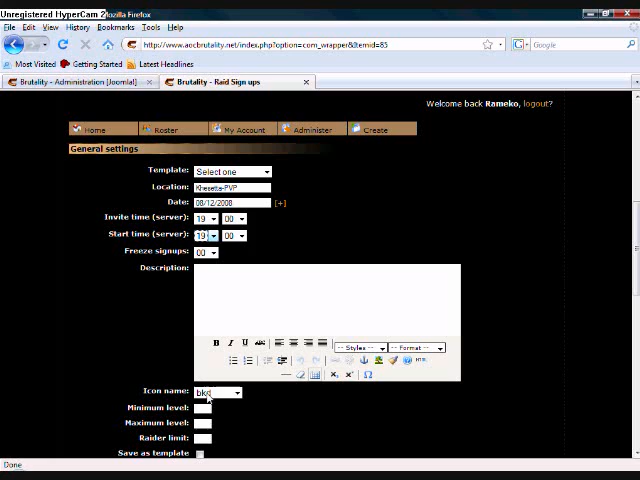 Unregistered HyperCam 2 Mozilla Firefox
File Edit View History Bookmarks Tools Help
http://www.aocbrutality.net/index.php?option=com_wrapper&Itemid=85
Google
Most Visited Getting Started Latest Headlines
Brutality - Administration [Joomla!]
Brutality - Raid Sign ups
Welcome back Rameko, logout?
Home Roster My Account Administer Create
General settings
Template: Select one
Location: Khesetta-PVP
Date: 08/12/2008 [+]
Invite time (server): 19 00
Start time (server): 19 00
Freeze signups: 00
Description:
B I U ABC
-- Styles -- -- Format --
HTML
Icon name:
Minimum level:
Maximum level:
Raider limit:
Save as template
Done